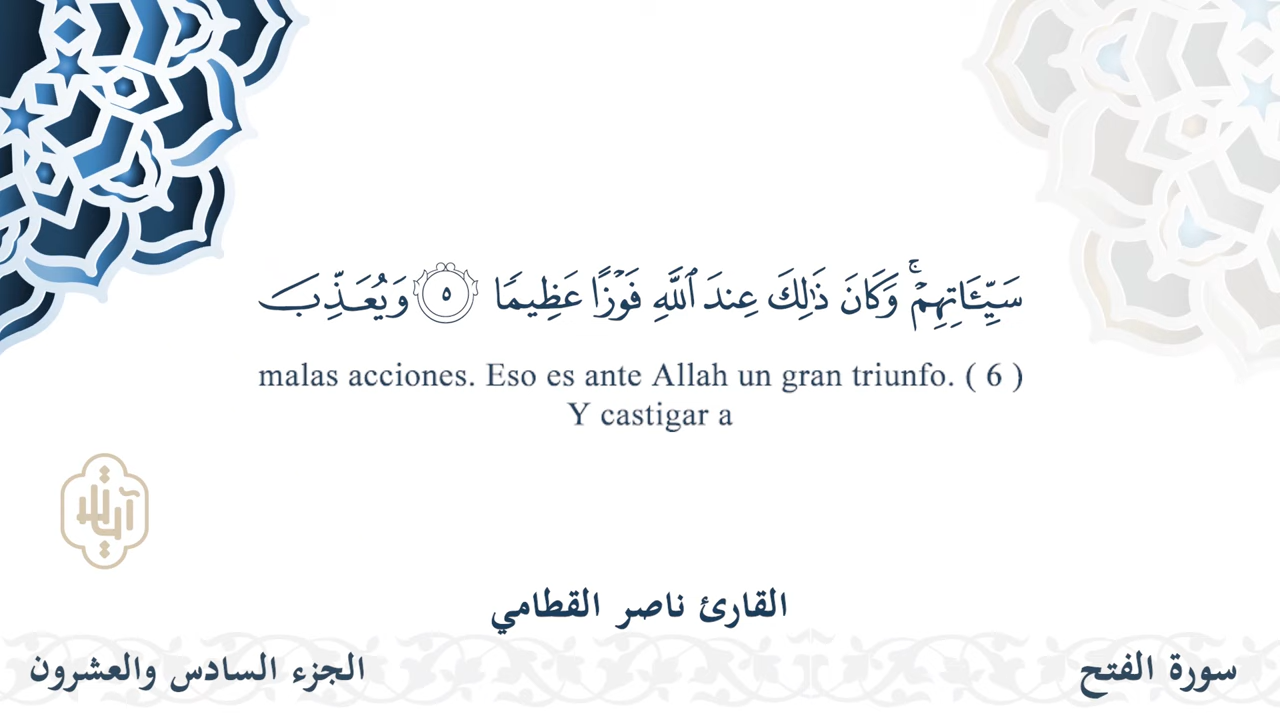 سَيِّـَٔاتِهِمْۚ وَكَانَ ذَٰلِكَ عِندَ ٱللَّهِ فَوْزًا عَظِيمًا ٥ وَيُعَذِّبَ
malas acciones. Eso es ante Allah un gran triunfo. ( 6 )
Y castigar a
آيات
القارئ ناصر القطامي
سورة الفتح
الجزء السادس والعشرون